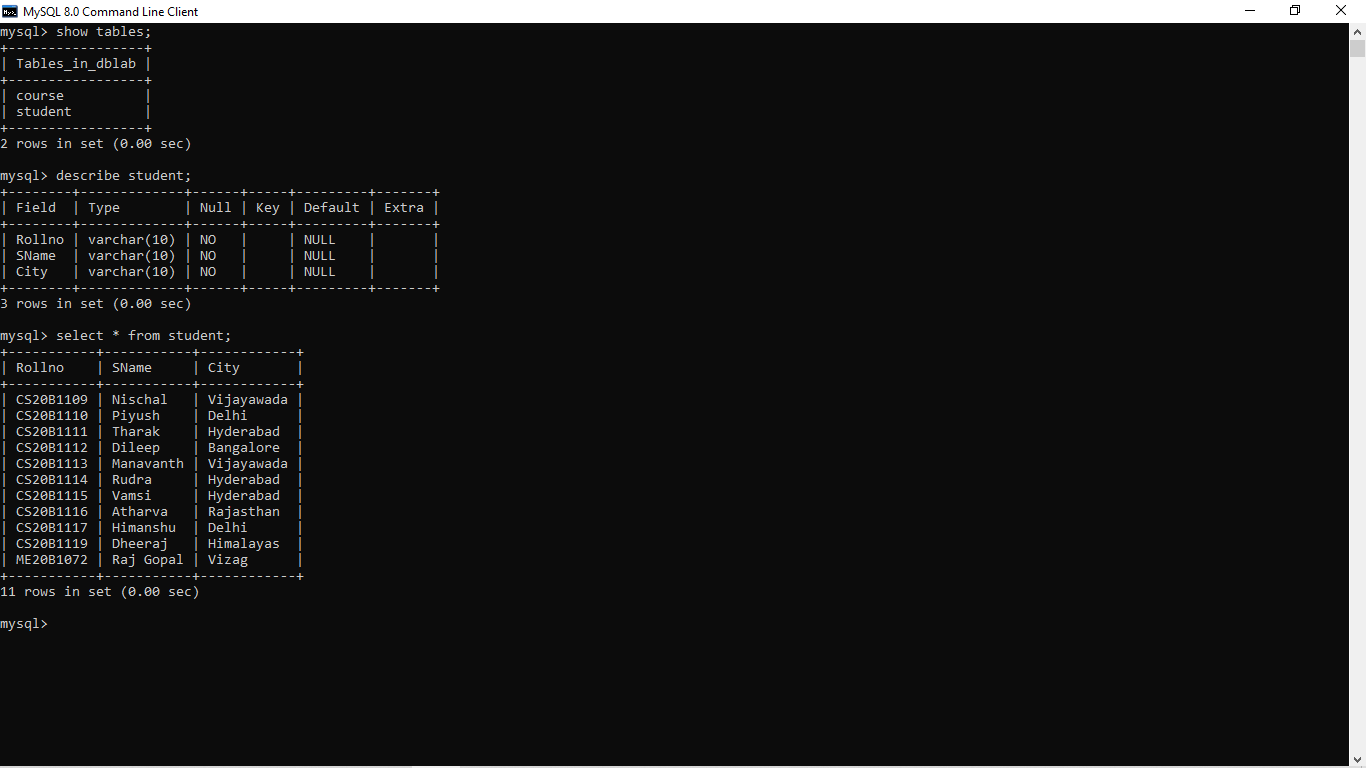 MySQL 8.0 Command Line Client
mysql> show tables;
+-----------------+
| Tables_in_dblab |
+-----------------+
| course          |
| student         |
+-----------------+
2 rows in set (0.00 sec)
mysql> describe student;
+--------+-------------+------+-----+---------+-------+
| Field  | Type        | Null | Key | Default | Extra |
+--------+-------------+------+-----+---------+-------+
| Rollno | varchar(10) | NO   |     | NULL    |       |
| SName  | varchar(10) | NO   |     | NULL    |       |
| City   | varchar(10) | NO   |     | NULL    |       |
+--------+-------------+------+-----+---------+-------+
3 rows in set (0.00 sec)
mysql> select * from student;
+-----------+-----------+------------+
| Rollno    | SName     | City       |
+-----------+-----------+------------+
| CS20B1109 | Nischal   | Vijayawada |
| CS20B1110 | Piyush    | Delhi      |
| CS20B1111 | Tharak    | Hyderabad  |
| CS20B1112 | Dileep    | Bangalore  |
| CS20B1113 | Manavanth | Vijayawada |
| CS20B1114 | Rudra     | Hyderabad  |
| CS20B1115 | Vamsi     | Hyderabad  |
| CS20B1116 | Atharva   | Rajasthan  |
| CS20B1117 | Himanshu  | Delhi      |
| CS20B1119 | Dheeraj   | Himalayas  |
| ME20B1072 | Raj Gopal | Vizag      |
+-----------+-----------+------------+
11 rows in set (0.00 sec)
mysql>